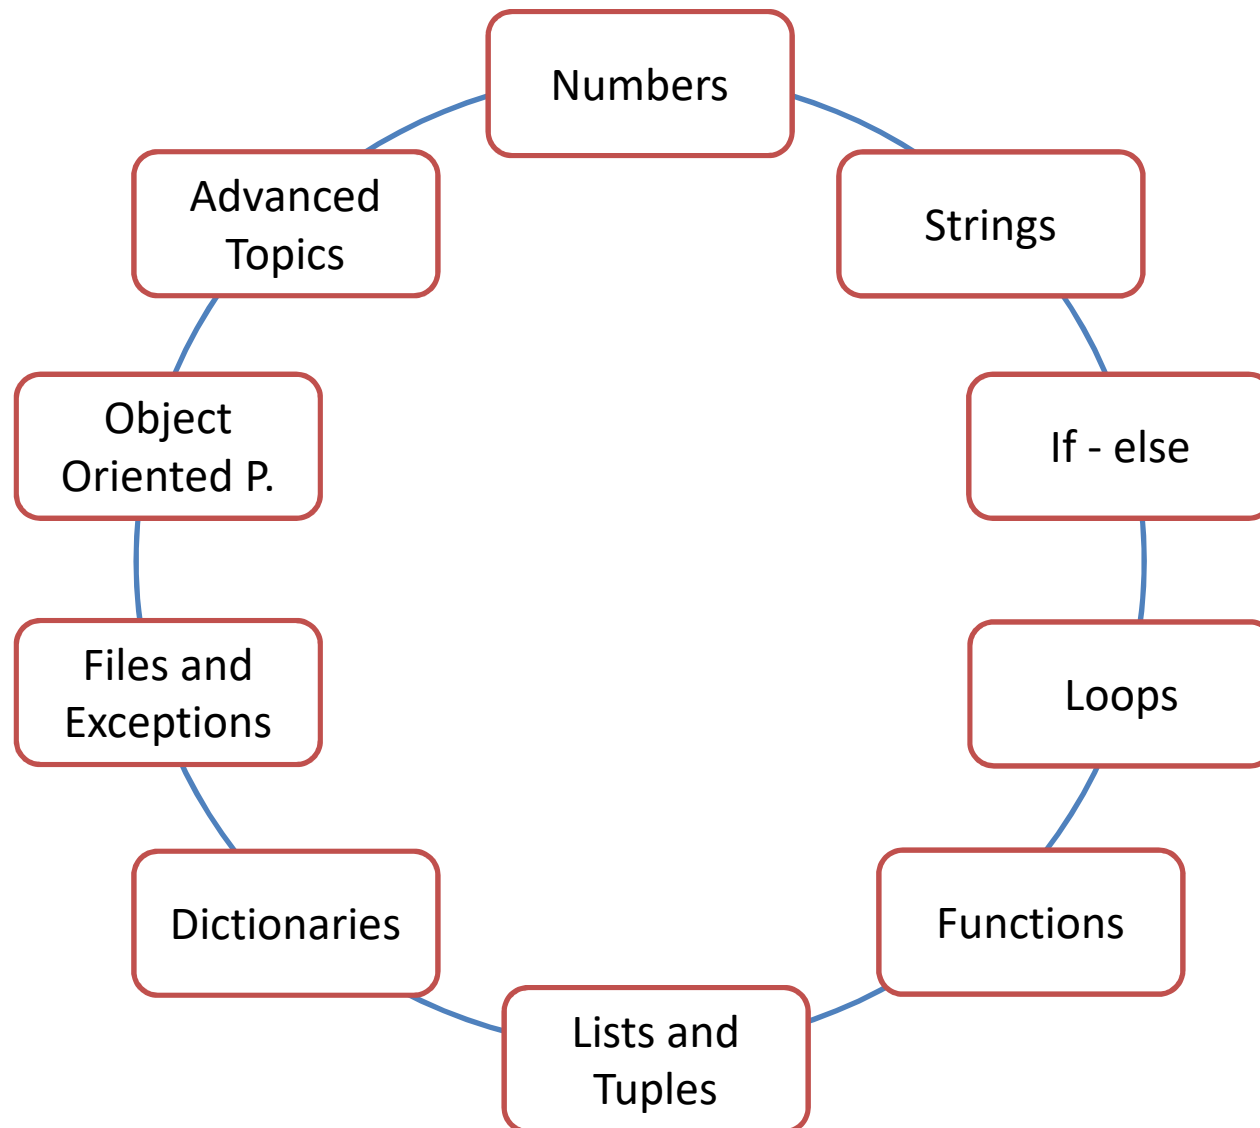 Numbers
Strings
If - else
Loops
Functions
Lists and
Tuples
Dictionaries
Files and
Exceptions
Object
Oriented P.
Advanced
Topics